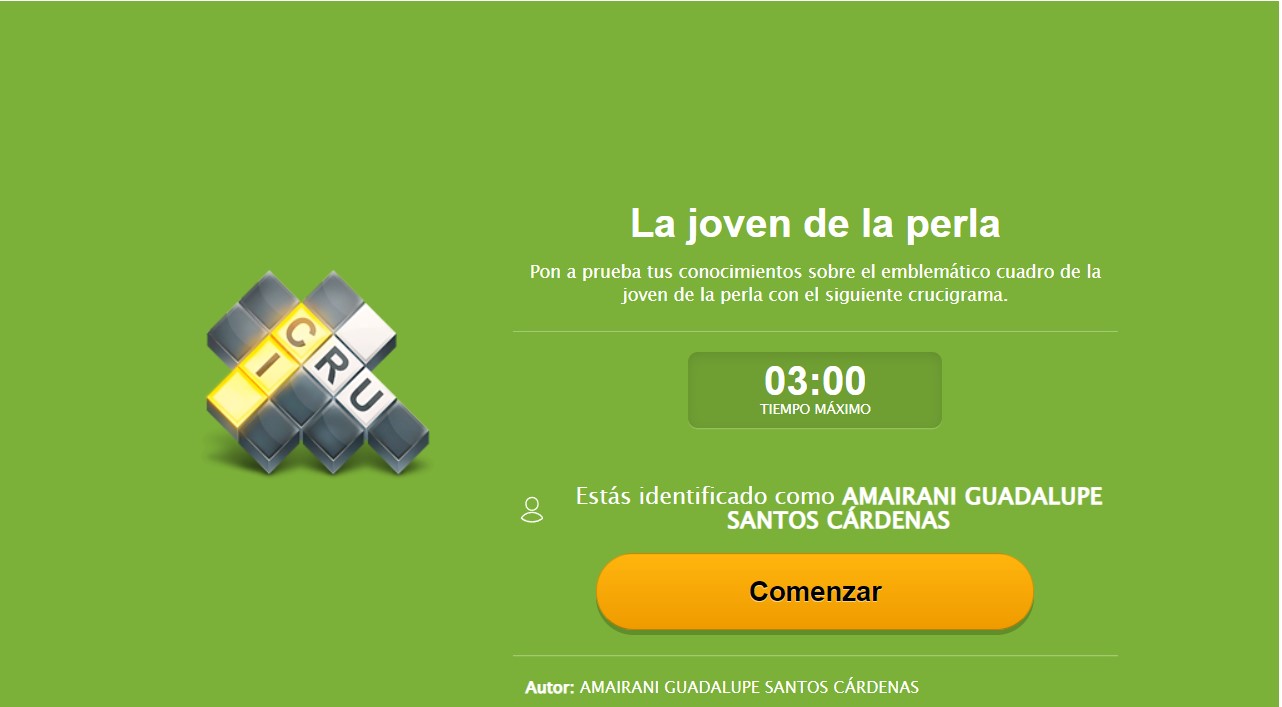 La joven de la perla
Pon a prueba tus conocimientos sobre el emblemático cuadro de la
joven de la perla con el siguiente crucigrama.
C
I
R
U
03:00
TIEMPO MÁXIMO
Estás identificado como AMAIRANI GUADALUPE
SANTOS CÁRDENAS
Comenzar
Autor: AMAIRANI GUADALUPE SANTOS CÁRDENAS